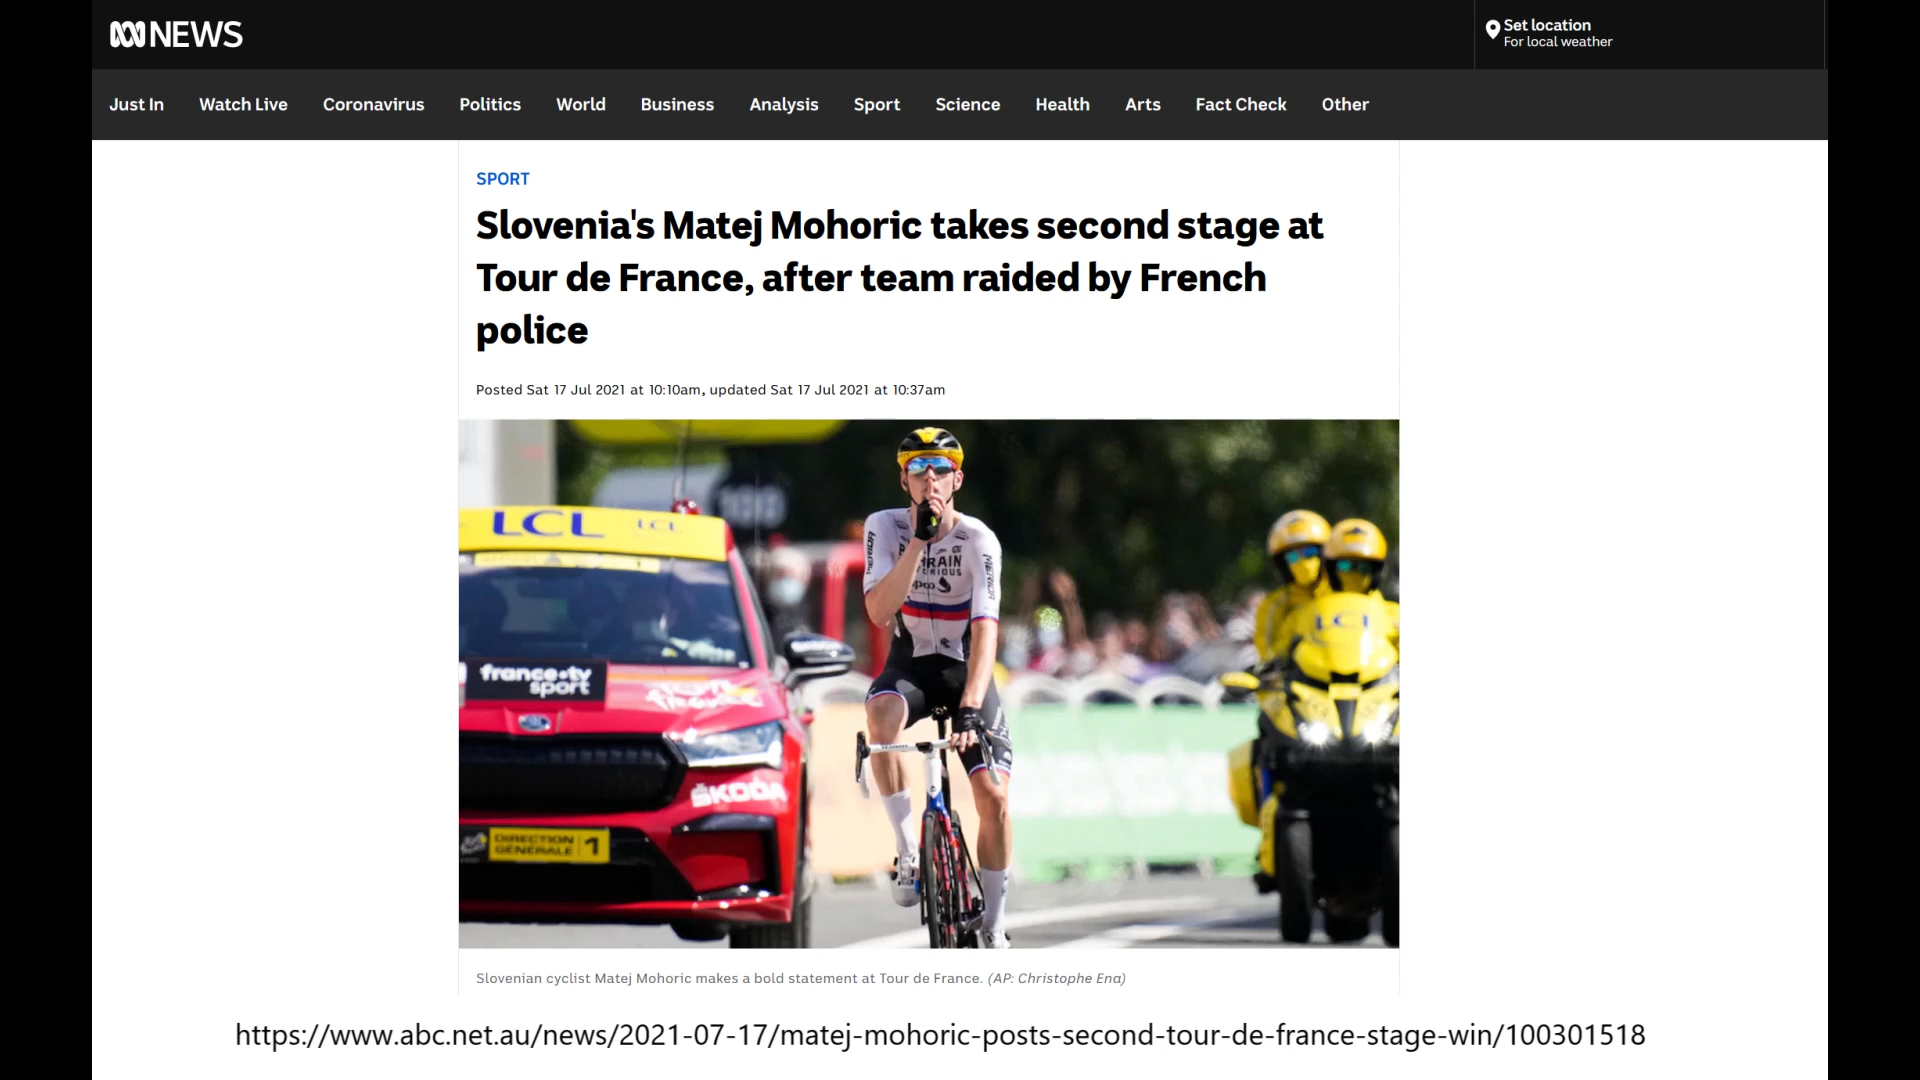 NEWS
Set location
For local weather
Just In Watch Live Coronavirus Politics World Business Analysis Sport Science Health Arts Fact Check Other
SPORT
Slovenia's Matej Mohoric takes second stage at
Tour de France, after team raided by French
police
Posted Sat 17 Jul 2021 at 10:10am, updated Sat 17 Jul 2021 at 10:37am
LCL LCL
MERIDA
LCL
france•tv
sport
ŠKODA
DIRECTION
GÉNÉRALE 1
Slovenian cyclist Matej Mohoric makes a bold statement at Tour de France. (AP: Christophe Ena)
https://www.abc.net.au/news/2021-07-17/matej-mohoric-posts-second-tour-de-france-stage-win/100301518